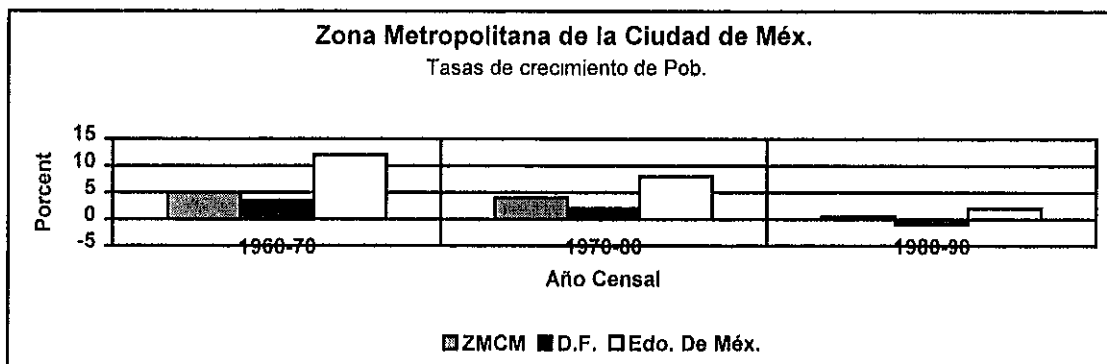 Zona Metropolitana de la Ciudad de Méx.
Tasas de crecimiento de Pob.
Porcent
15
10
5
0
-5
1960-70 1970-80 1980-90
Año Censal
ZMCM D.F. Edo. De Méx.